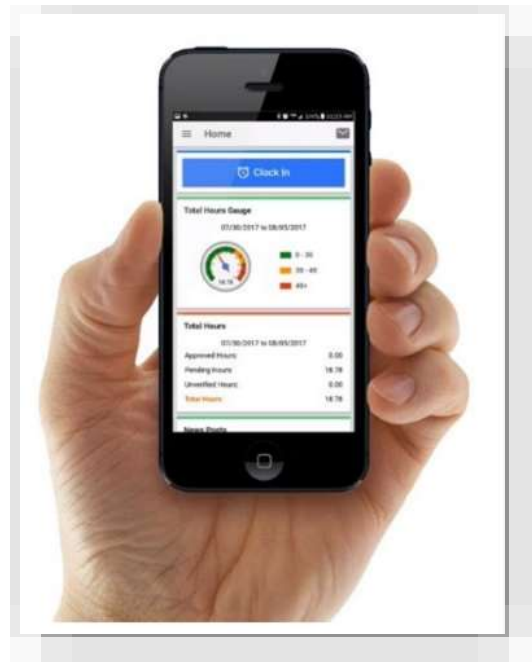 Home
Clock In
Total Hours Gauge
07/30/2017 to 08/05/2017
0 - 30
30 - 40
40+
18.78
Total Hours
07/30/2017 to 08/05/2017
Approved Hours: 0.00
Pending Hours: 18.78
Unverified Hours: 0.00
Total Hours: 18.78
News Posts